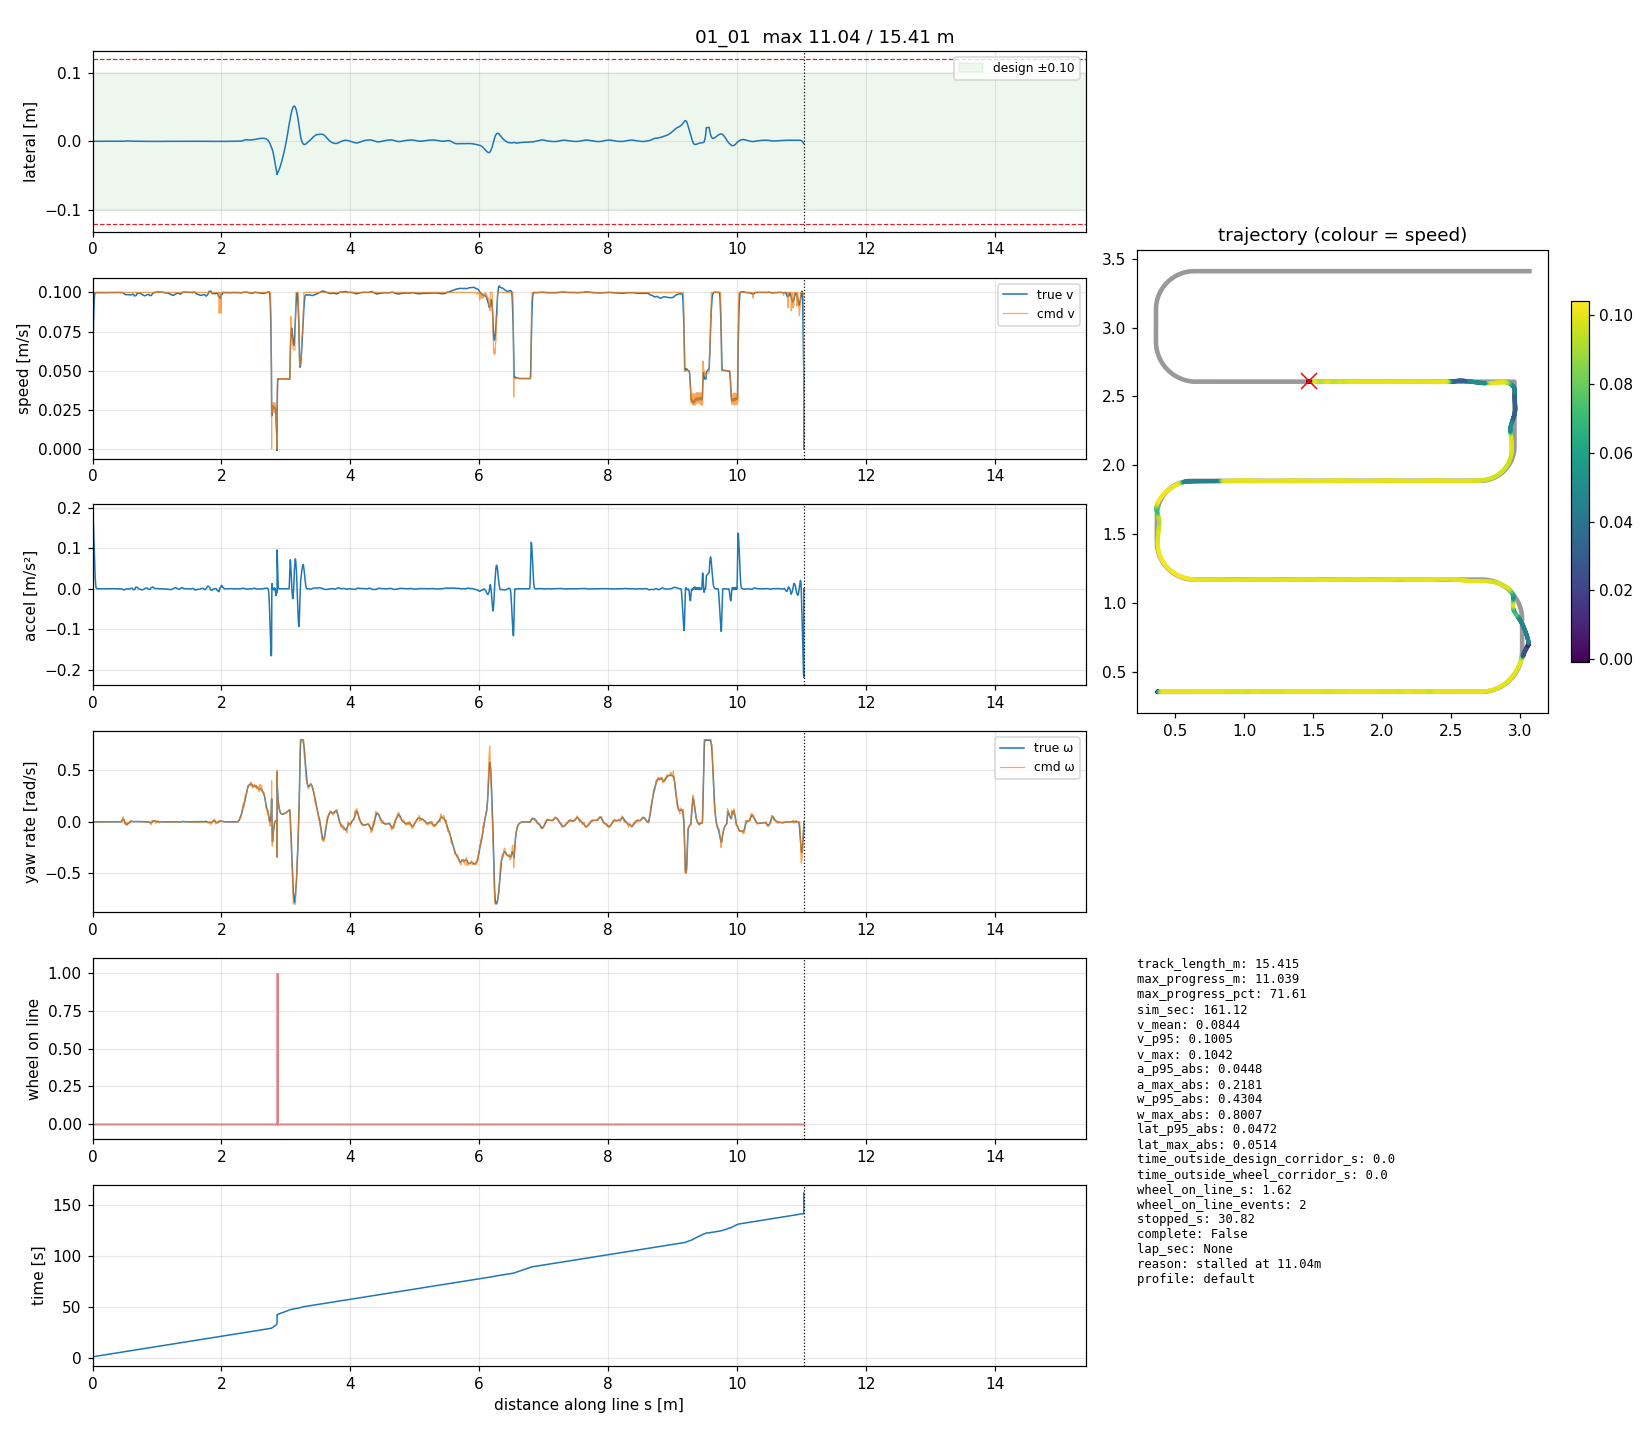 01_01 max 11.04 / 15.41 m
lateral [m]
0.1
0.0
−0.1
design ±0.10
0 2 4 6 8 10 12 14
speed [m/s]
0.100
0.075
0.050
0.025
0.000
true v
cmd v
0 2 4 6 8 10 12 14
accel [m/s²]
0.2
0.1
0.0
−0.1
−0.2
0 2 4 6 8 10 12 14
yaw rate [rad/s]
0.5
0.0
−0.5
true ω
cmd ω
0 2 4 6 8 10 12 14
wheel on line
1.00
0.75
0.50
0.25
0.00
0 2 4 6 8 10 12 14
time [s]
150
100
50
0
0 2 4 6 8 10 12 14
distance along line s [m]
trajectory (colour = speed)
3.5
3.0
2.5
2.0
1.5
1.0
0.5
0.5 1.0 1.5 2.0 2.5 3.0
0.10
0.08
0.06
0.04
0.02
0.00
track_length_m: 15.415
max_progress_m: 11.039
max_progress_pct: 71.61
sim_sec: 161.12
v_mean: 0.0844
v_p95: 0.1005
v_max: 0.1042
a_p95_abs: 0.0448
a_max_abs: 0.2181
w_p95_abs: 0.4304
w_max_abs: 0.8007
lat_p95_abs: 0.0472
lat_max_abs: 0.0514
time_outside_design_corridor_s: 0.0
time_outside_wheel_corridor_s: 0.0
wheel_on_line_s: 1.62
wheel_on_line_events: 2
stopped_s: 30.82
complete: False
lap_sec: None
reason: stalled at 11.04m
profile: default